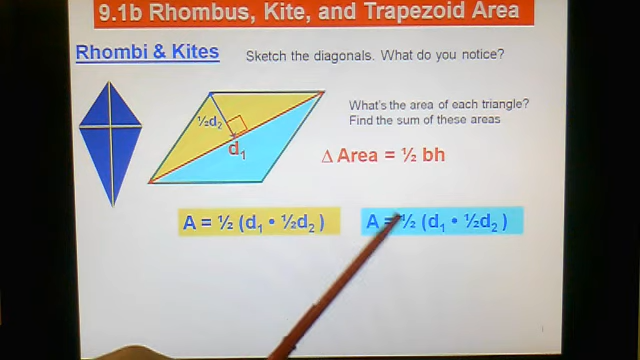 9.1b Rhombus, Kite, and Trapezoid Area
Rhombi & Kites
Sketch the diagonals. What do you notice?
½d₂
d₁
What's the area of each triangle?
Find the sum of these areas
Δ Area = ½ bh
A = ½ (d₁ • ½d₂ )
A = ½ (d₁ • ½d₂ )